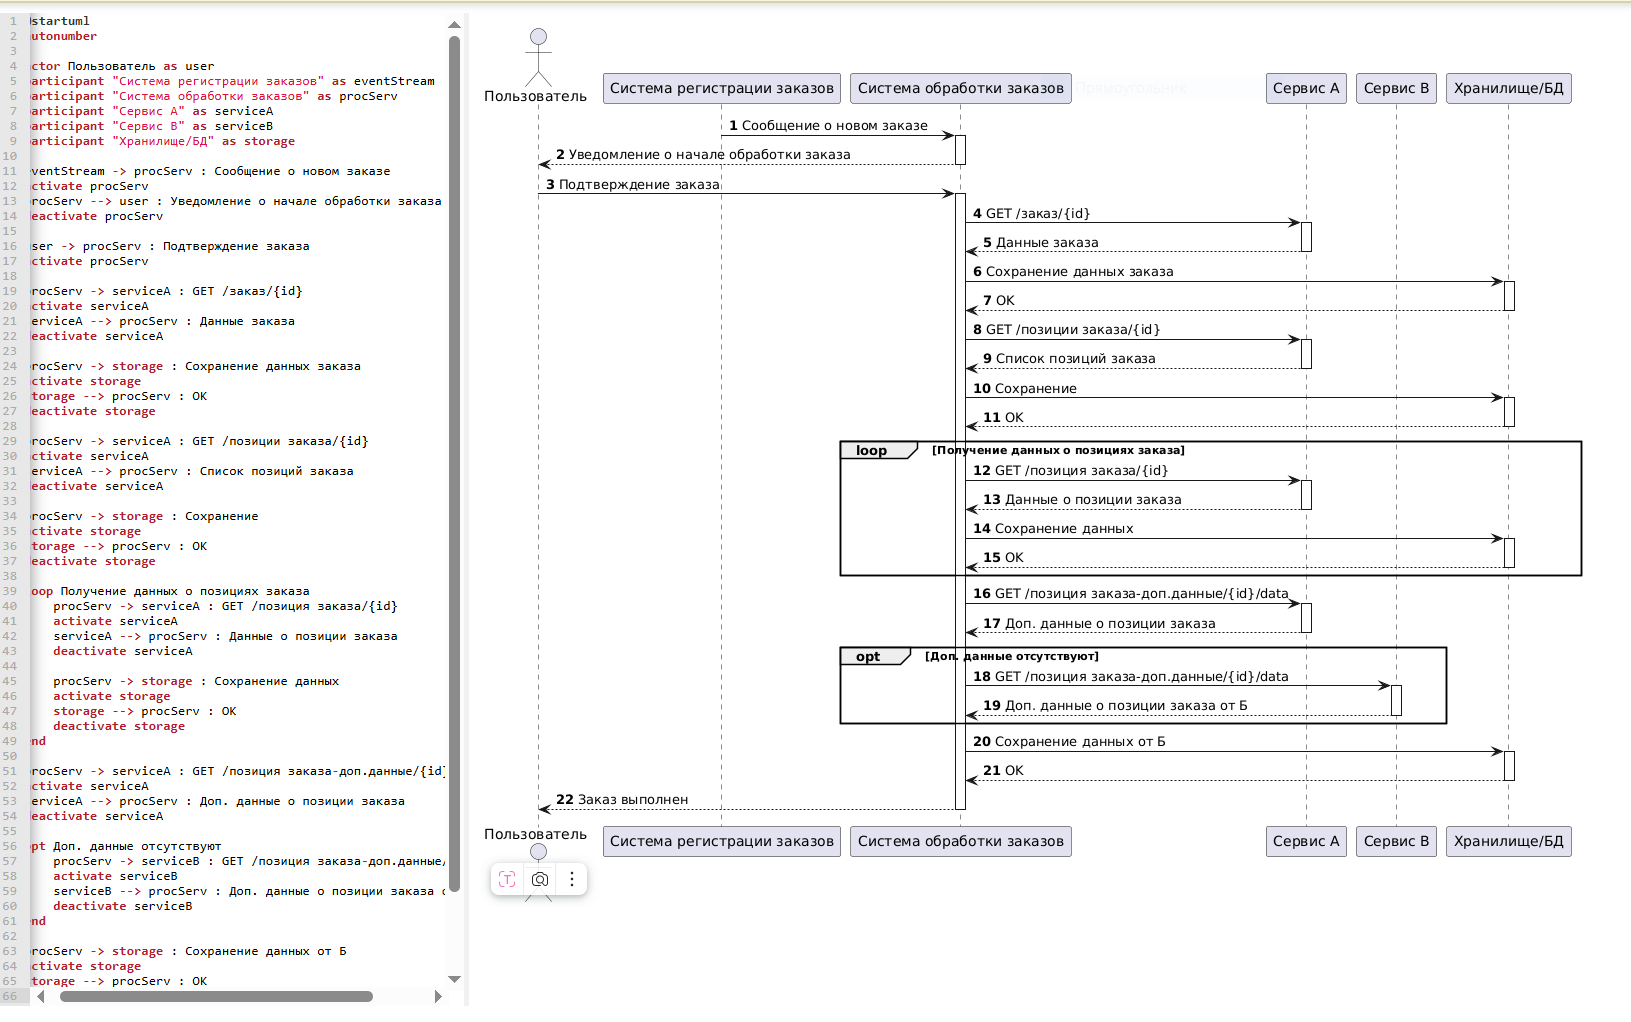 1 startuml
2 utonumber
3
4 ctor Пользователь as user
5 articipant "Система регистрации заказов" as eventStream
6 articipant "Система обработки заказов" as procServ
7 articipant "Сервис А" as serviceA
8 articipant "Сервис В" as serviceB
9 articipant "Хранилище/БД" as storage
10
11 ventStream -> procServ : Сообщение о новом заказе
12 ctivate procServ
13 rocServ --> user : Уведомление о начале обработки заказа
14 eactivate procServ
15
16 ser -> procServ : Подтверждение заказа
17 ctivate procServ
18
19 rocServ -> serviceA : GET /заказ/{id}
20 ctivate serviceA
21 erviceA --> procServ : Данные заказа
22 eactivate serviceA
23
24 rocServ -> storage : Сохранение данных заказа
25 ctivate storage
26 torage --> procServ : OK
27 eactivate storage
28
29 rocServ -> serviceA : GET /позиции заказа/{id}
30 ctivate serviceA
31 erviceA --> procServ : Список позиций заказа
32 eactivate serviceA
33
34 rocServ -> storage : Сохранение
35 ctivate storage
36 torage --> procServ : OK
37 eactivate storage
38
39 oop Получение данных о позициях заказа
40 procServ -> serviceA : GET /позиция заказа/{id}
41 activate serviceA
42 serviceA --> procServ : Данные о позиции заказа
43 deactivate serviceA
44
45 procServ -> storage : Сохранение данных
46 activate storage
47 storage --> procServ : OK
48 deactivate storage
49 nd
50
51 rocServ -> serviceA : GET /позиция заказа-доп.данные/{id}
52 ctivate serviceA
53 erviceA --> procServ : Доп. данные о позиции заказа
54 eactivate serviceA
55
56 pt Доп. данные отсутствуют
57 procServ -> serviceB : GET /позиция заказа-доп.данные/
58 activate serviceB
59 serviceB --> procServ : Доп. данные о позиции заказа
60 deactivate serviceB
61 nd
62
63 rocServ -> storage : Сохранение данных от Б
64 ctivate storage
65 torage --> procServ : OK
66
Пользователь
Система регистрации заказов
Система обработки заказов
Прямоугольник
Сервис А
Сервис В
Хранилище/БД
1 Сообщение о новом заказе
2 Уведомление о начале обработки заказа
3 Подтверждение заказа
4 GET /заказ/{id}
5 Данные заказа
6 Сохранение данных заказа
7 OK
8 GET /позиции заказа/{id}
9 Список позиций заказа
10 Сохранение
11 OK
loop [Получение данных о позициях заказа]
12 GET /позиция заказа/{id}
13 Данные о позиции заказа
14 Сохранение данных
15 OK
16 GET /позиция заказа-доп.данные/{id}/data
17 Доп. данные о позиции заказа
opt [Доп. данные отсутствуют]
18 GET /позиция заказа-доп.данные/{id}/data
19 Доп. данные о позиции заказа от Б
20 Сохранение данных от Б
21 OK
22 Заказ выполнен
Пользователь
Система регистрации заказов
Система обработки заказов
Сервис А
Сервис В
Хранилище/БД